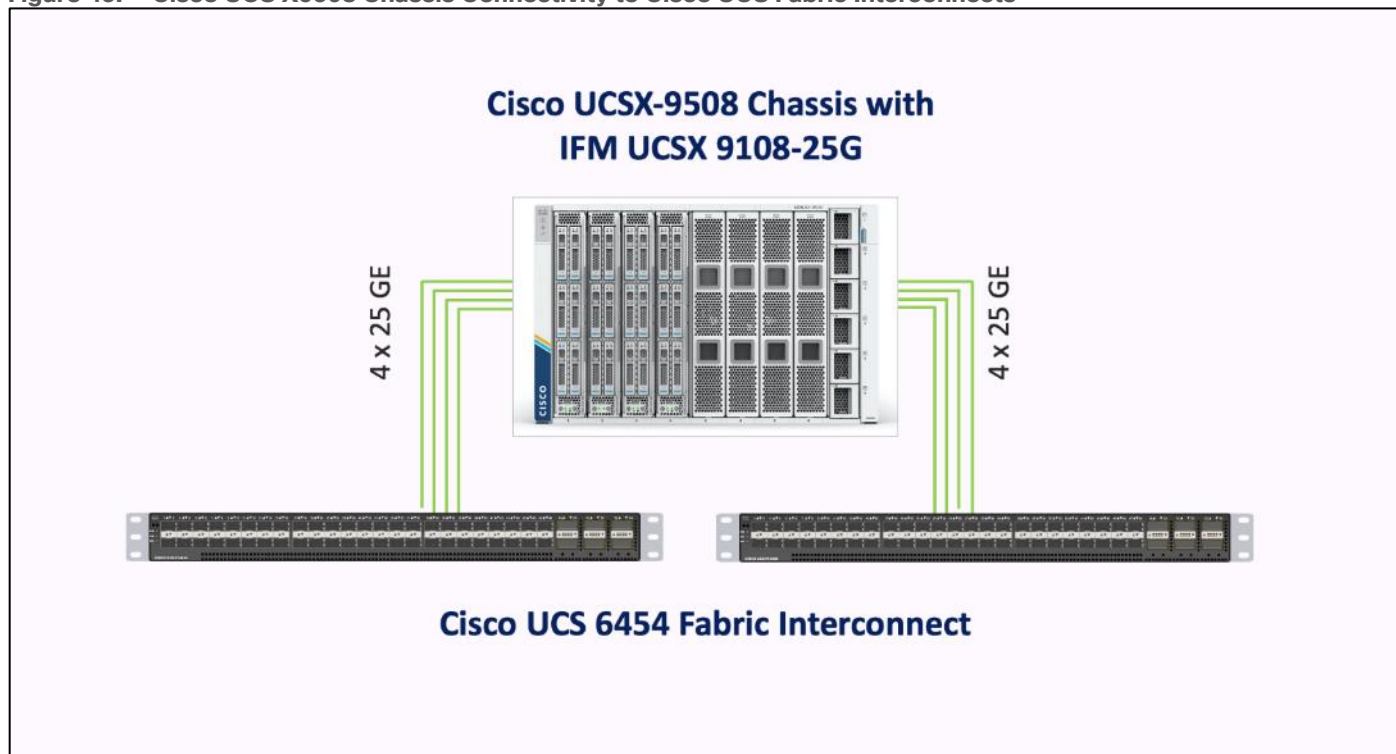 Cisco UCSX-9508 Chassis with
IFM UCSX 9108-25G
4 x 25 GE
4 x 25 GE
CISCO
Cisco UCS 6454 Fabric Interconnect